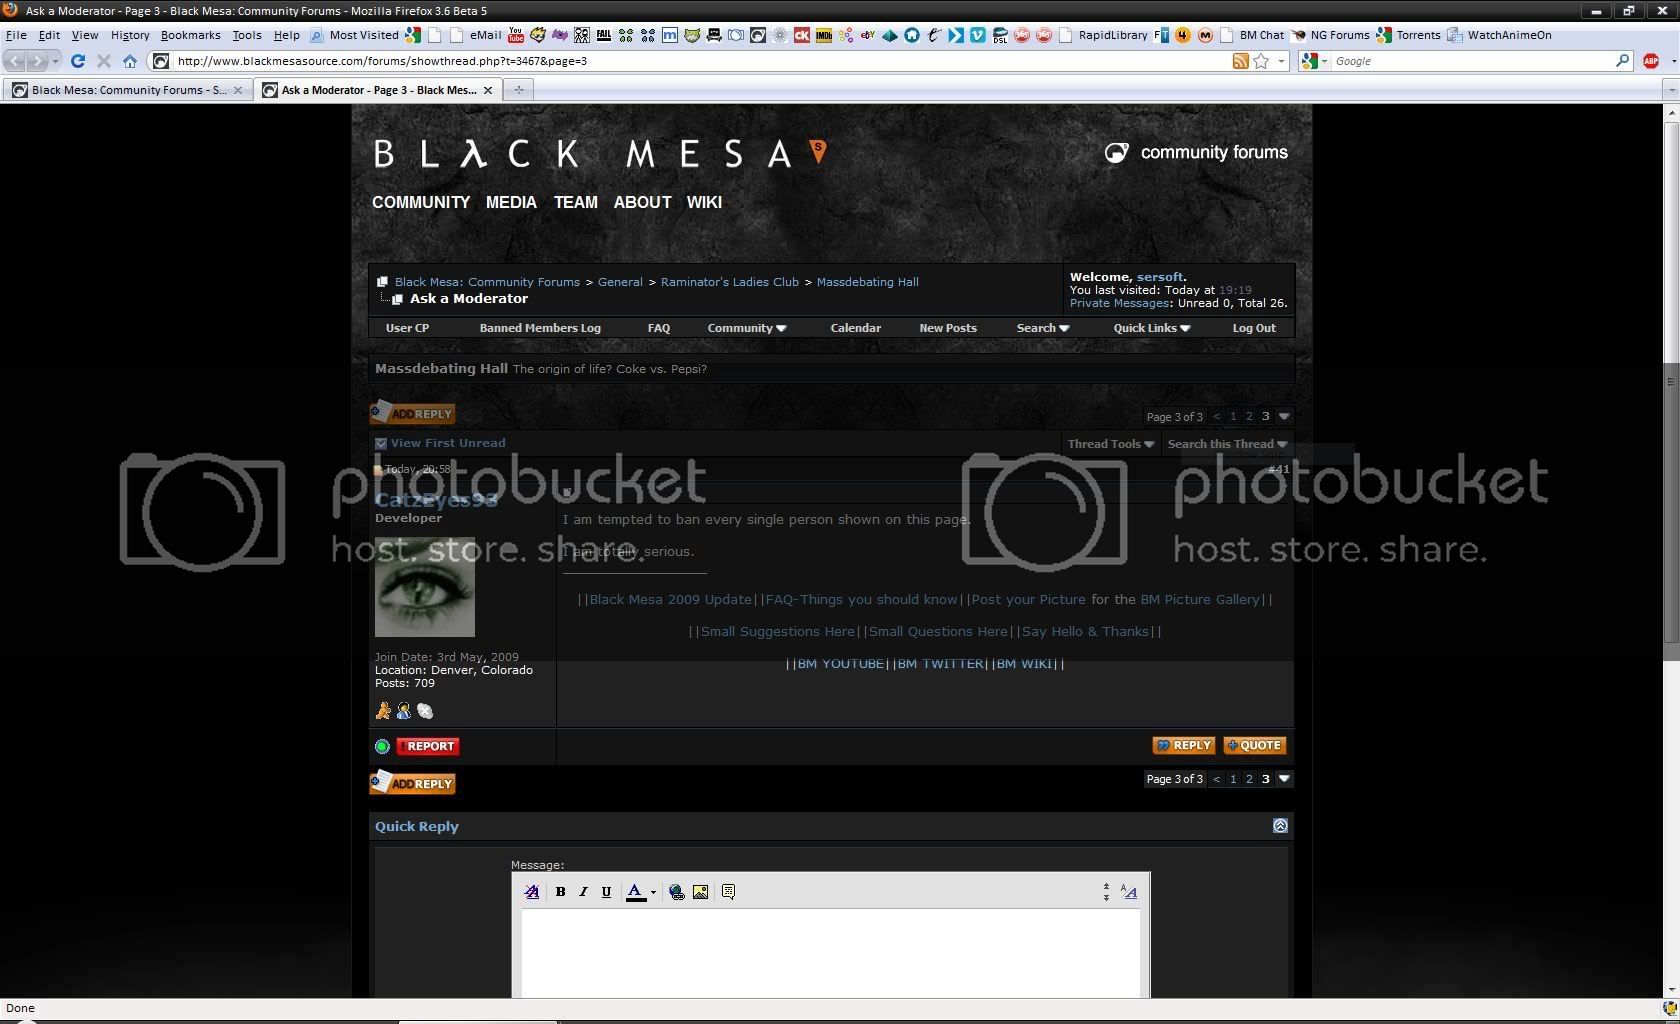 Ask a Moderator - Page 3 - Black Mesa: Community Forums - Mozilla Firefox 3.6 Beta 5
File Edit View History Bookmarks Tools Help Most Visited eMail RapidLibrary BM Chat NG Forums Torrents WatchAnimeOn
http://www.blackmesasource.com/forums/showthread.php?t=3467&page=3 Google
Black Mesa: Community Forums - S... Ask a Moderator - Page 3 - Black Mes...
BLλCK MESA S community forums
COMMUNITY MEDIA TEAM ABOUT WIKI
Black Mesa: Community Forums > General > Raminator's Ladies Club > Massdebating Hall
Ask a Moderator
Welcome, sersoft.
You last visited: Today at 19:19
Private Messages: Unread 0, Total 26.
User CP Banned Members Log FAQ Community Calendar New Posts Search Quick Links Log Out
Massdebating Hall The origin of life? Coke vs. Pepsi?
ADD REPLY Page 3 of 3 < 1 2 3
View First Unread Thread Tools Search this Thread
Today, 20:58 #41
photobucket photobucket
host. store. share. host. store. share.
CatzEyes93
Developer
I am tempted to ban every single person shown on this page.
I am totally serious.
||Black Mesa 2009 Update||FAQ-Things you should know||Post your Picture for the BM Picture Gallery||
||Small Suggestions Here||Small Questions Here||Say Hello & Thanks||
||BM YOUTUBE||BM TWITTER||BM WIKI||
Join Date: 3rd May, 2009
Location: Denver, Colorado
Posts: 709
REPORT REPLY QUOTE
ADD REPLY Page 3 of 3 < 1 2 3
Quick Reply
Message:
B I U A
Done